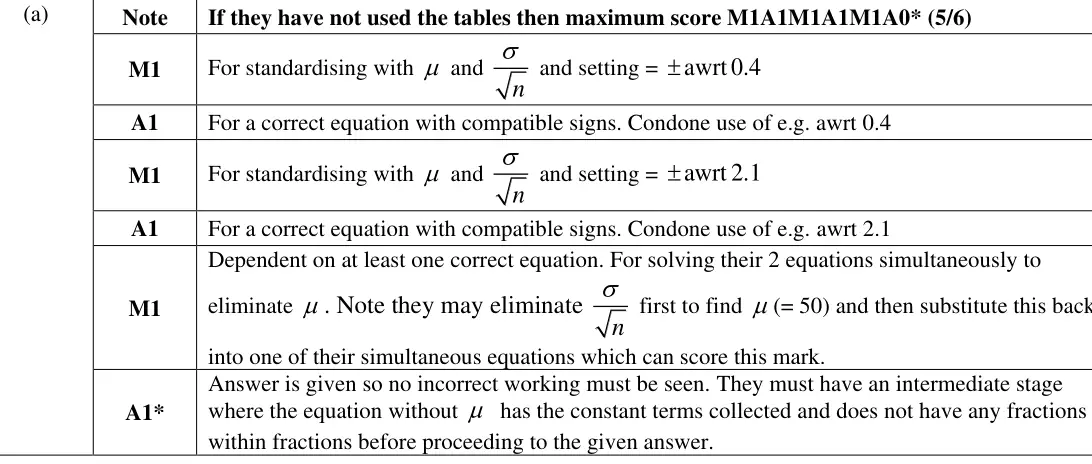 (a) Note If they have not used the tables then maximum score M1A1M1A1M1A0* (5/6)
M1 For standardising with μ and σ/√n and setting = ±awrt 0.4
A1 For a correct equation with compatible signs. Condone use of e.g. awrt 0.4
M1 For standardising with μ and σ/√n and setting = ±awrt 2.1
A1 For a correct equation with compatible signs. Condone use of e.g. awrt 2.1
Dependent on at least one correct equation. For solving their 2 equations simultaneously to
M1 eliminate μ . Note they may eliminate σ/√n first to find μ (= 50) and then substitute this back
into one of their simultaneous equations which can score this mark.
Answer is given so no incorrect working must be seen. They must have an intermediate stage
A1* where the equation without μ has the constant terms collected and does not have any fractions
within fractions before proceeding to the given answer.